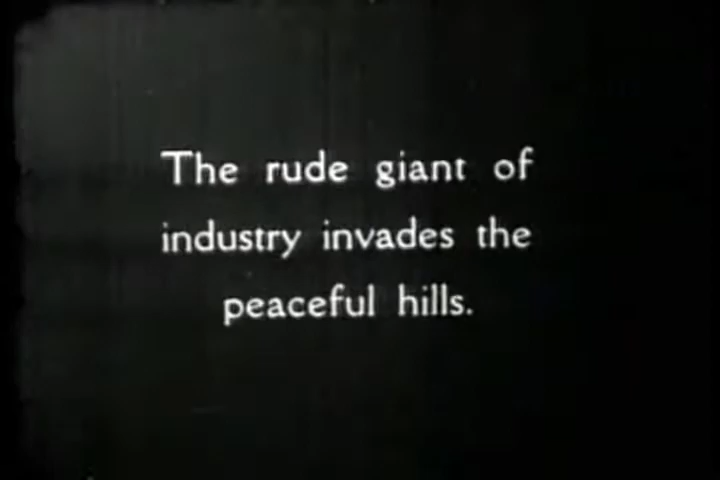 The rude giant of
industry invades the
peaceful hills.